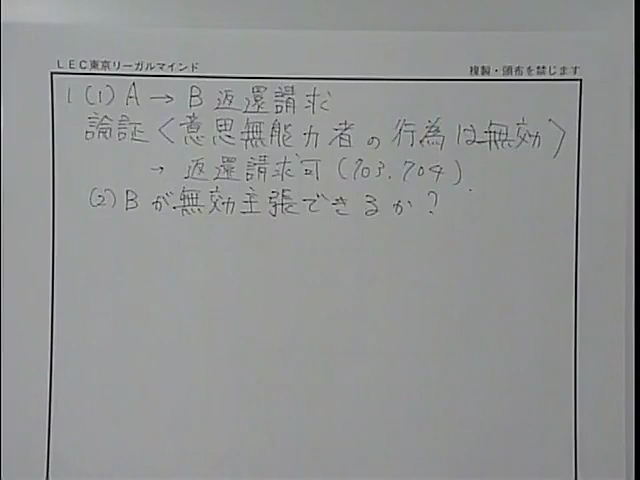 LEC東京リーガルマインド
複製・頒布を禁じます
1(1) A → B 返還請求
論証〈意思無能力者の行為は無効〉
→ 返還請求可(703.704).
(2) Bが無効主張できるか?